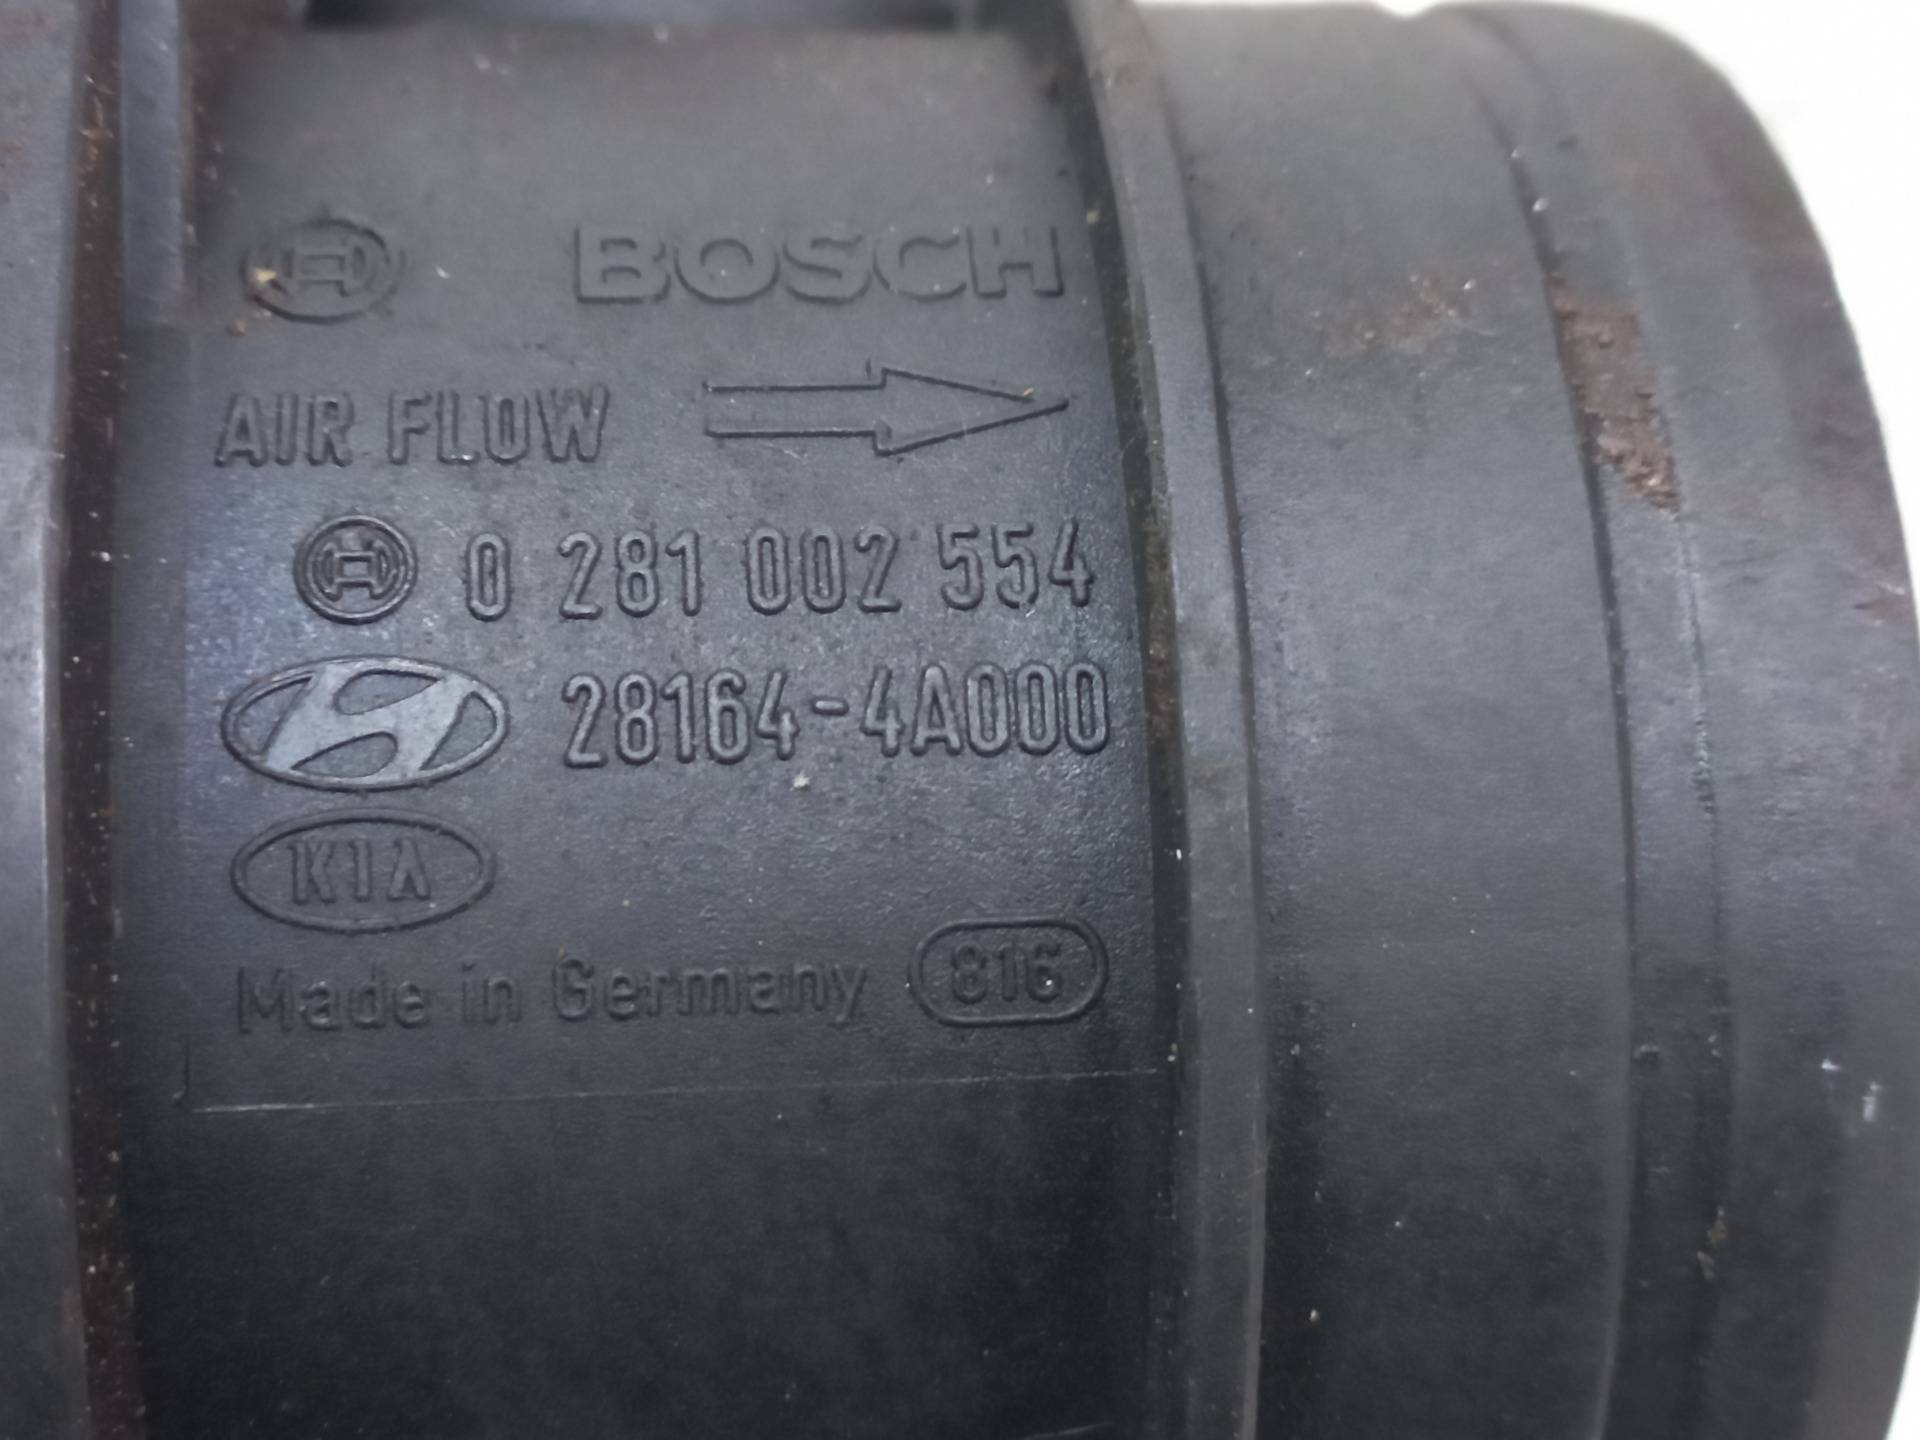 BOSCH
AIR FLOW
0 281 002 554
28164-4A000
KIA
Made in Germany 816